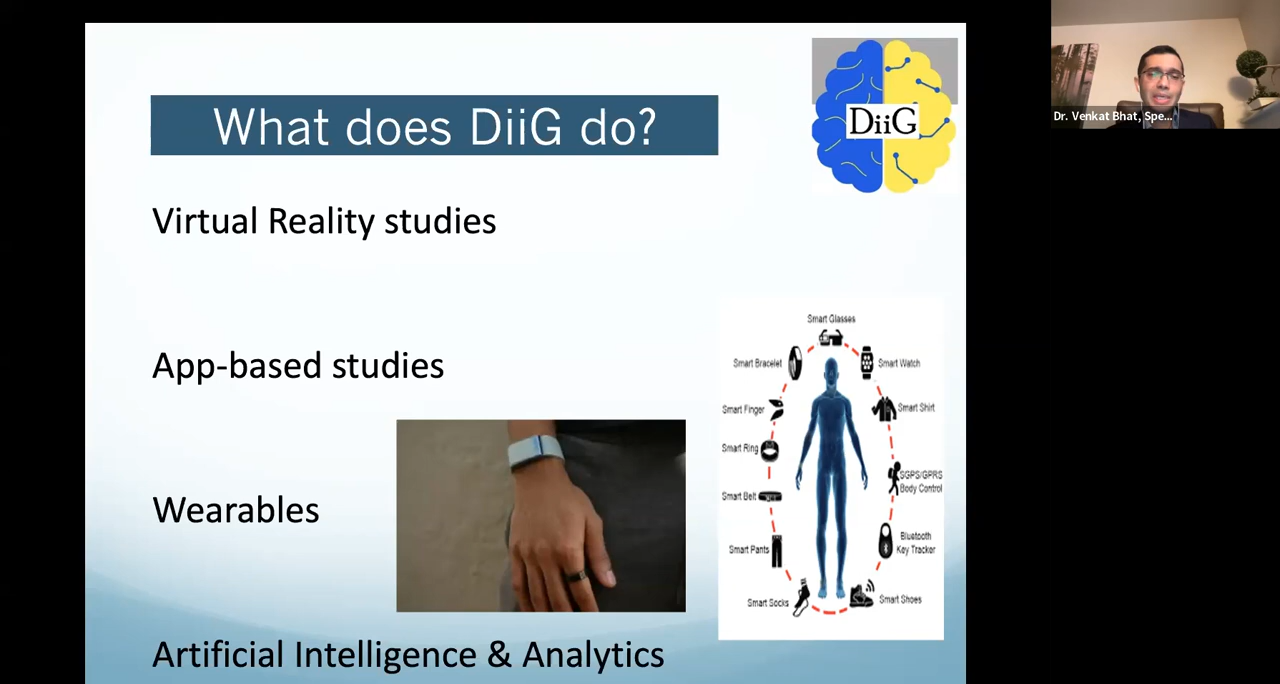 What does DiiG do?
DiiG
Dr. Venkat Bhat, Spe...
Virtual Reality studies
App-based studies
Wearables
Artificial Intelligence & Analytics
Smart Glasses
Smart Bracelet
Smart Watch
Smart Finger
Smart Shirt
Smart Ring
SGPS/GPRS
Body Control
Smart Belt
Bluetooth
Key Tracker
Smart Pants
Smart Socks
Smart Shoes